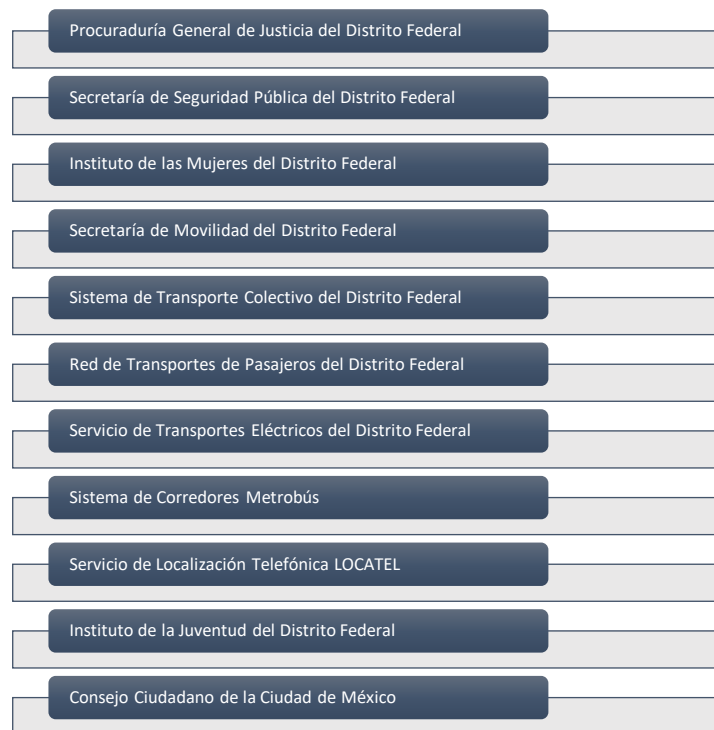 Procuraduría General de Justicia del Distrito Federal
Secretaría de Seguridad Pública del Distrito Federal
Instituto de las Mujeres del Distrito Federal
Secretaría de Movilidad del Distrito Federal
Sistema de Transporte Colectivo del Distrito Federal
Red de Transportes de Pasajeros del Distrito Federal
Servicio de Transportes Eléctricos del Distrito Federal
Sistema de Corredores Metrobús
Servicio de Localización Telefónica LOCATEL
Instituto de la Juventud del Distrito Federal
Consejo Ciudadano de la Ciudad de México